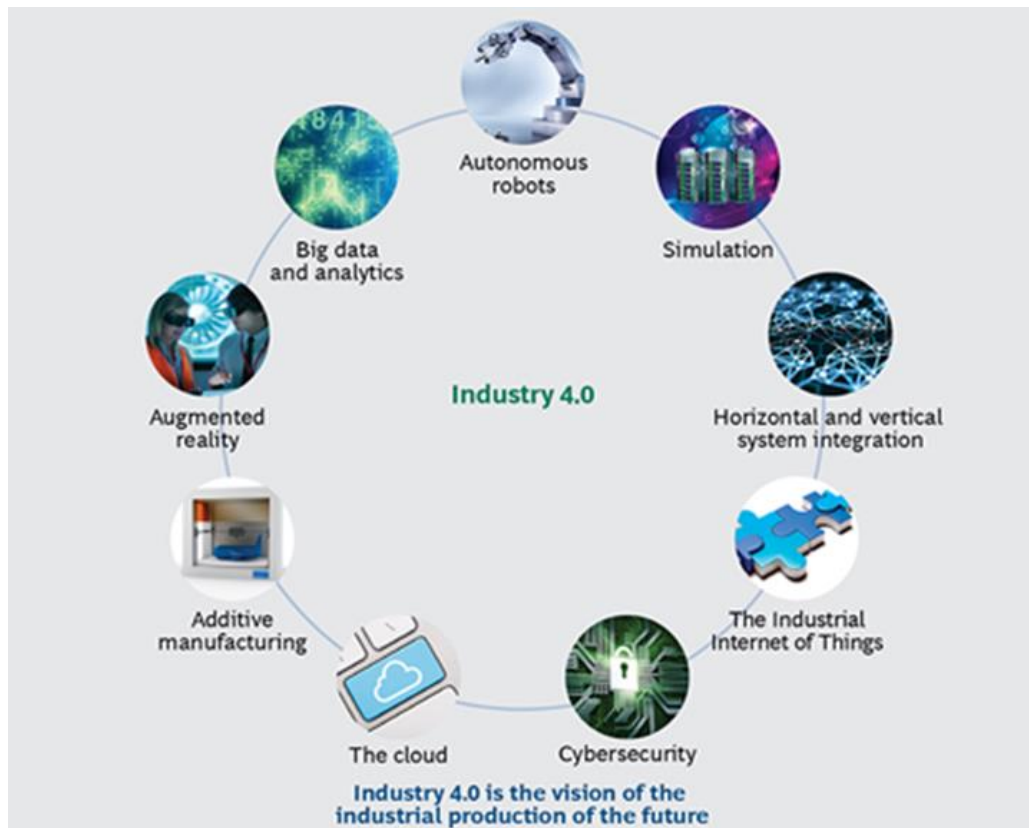 Autonomous
robots
Simulation
Horizontal and vertical
system integration
The Industrial
Internet of Things
Cybersecurity
The cloud
Additive
manufacturing
Augmented
reality
Big data
and analytics
Industry 4.0
Industry 4.0 is the vision of the
industrial production of the future